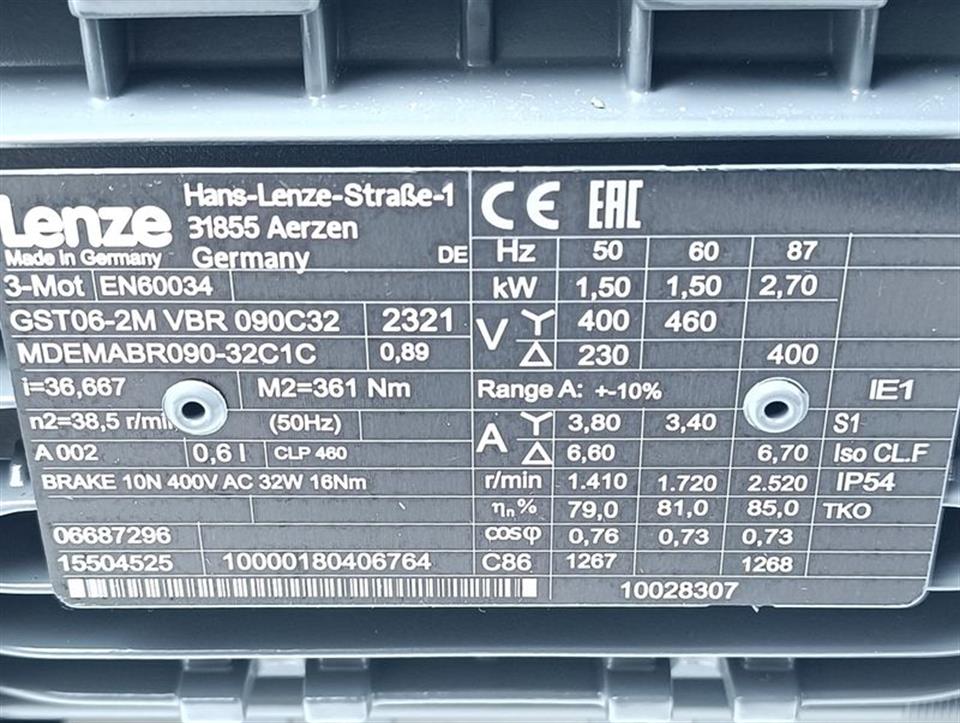 Lenze Hans-Lenze-Straße-1
31855 Aerzen
Made in Germany Germany DE
3-Mot EN60034
GST06-2M VBR 090C32 2321
MDEMABR090-32C1C 0,89
i=36,667 M2=361 Nm
n2=38,5 r/min (50Hz)
A 002 0,6 l CLP 460
BRAKE 10N 400V AC 32W 16Nm
06687296
15504525 10000180406764
CE EAC
Hz 50 60 87
kW 1,50 1,50 2,70
V Y 400 460
Δ 230 400
Range A: +-10% IE1
A Y 3,80 3,40 S1
Δ 6,60 6,70 Iso CL.F
r/min 1.410 1.720 2.520 IP54
ηn% 79,0 81,0 85,0 TKO
cosφ 0,76 0,73 0,73
C86 1267 1268
10028307